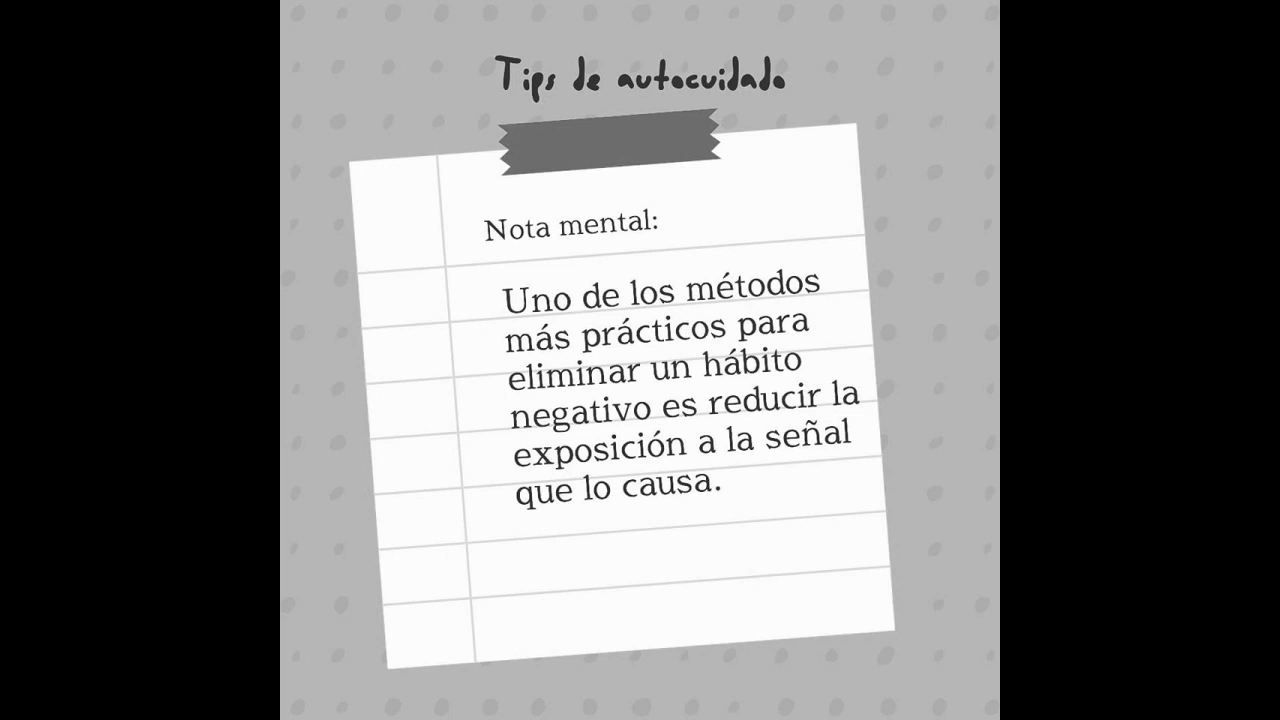 Tips de autocuidado
Nota mental:
Uno de los métodos
más prácticos para
eliminar un hábito
negativo es reducir la
exposición a la señal
que lo causa.